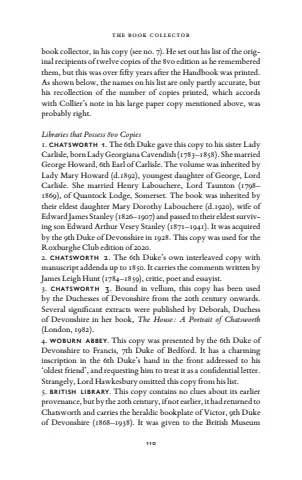 THE BOOK COLLECTOR
book collector, in his copy (see no. 7). He set out his list of the orig-
inal recipients of twelve copies of the 8vo edition as he remembered
them, but this was over fifty years after the Handbook was printed.
As shown below, the names on his list are only partly accurate, but
his recollection of the number of copies printed, which accords
with Collier's note in his large paper copy mentioned above, was
probably right.
Libraries that Possess 8vo Copies
1. CHATSWORTH 1. The 6th Duke gave this copy to his sister Lady
Carlisle, born Lady Georgiana Cavendish (1783–1858). She married
George Howard, 6th Earl of Carlisle. The volume was inherited by
Lady Mary Howard (d.1892), youngest daughter of George, Lord
Carlisle. She married Henry Labouchere, Lord Taunton (1798–
1869), of Quantock Lodge, Somerset. The book was inherited by
their eldest daughter Mary Dorothy Labouchere (d.1920), wife of
Edward James Stanley (1826–1907) and passed to their eldest surviv-
ing son Edward Arthur Vesey Stanley (1871–1941). It was acquired
by the 9th Duke of Devonshire in 1928. This copy was used for the
Roxburghe Club edition of 2020.
2. CHATSWORTH 2. The 6th Duke's own interleaved copy with
manuscript addenda up to 1850. It carries the comments written by
James Leigh Hunt (1784–1859), critic, poet and essayist.
3. CHATSWORTH 3. Bound in vellum, this copy has been used
by the Duchesses of Devonshire from the 20th century onwards.
Several significant extracts were published by Deborah, Duchess
of Devonshire in her book, The House: A Portrait of Chatsworth
(London, 1982).
4. WOBURN ABBEY. This copy was presented by the 6th Duke of
Devonshire to Francis, 7th Duke of Bedford. It has a charming
inscription in the 6th Duke's hand in the front addressed to his
'oldest friend', and requesting him to treat it as a confidential letter.
Strangely, Lord Hawkesbury omitted this copy from his list.
5. BRITISH LIBRARY. This copy contains no clues about its earlier
provenance, but by the 20th century, if not earlier, it had returned to
Chatsworth and carries the heraldic bookplate of Victor, 9th Duke
of Devonshire (1868–1938). It was given to the British Museum
110